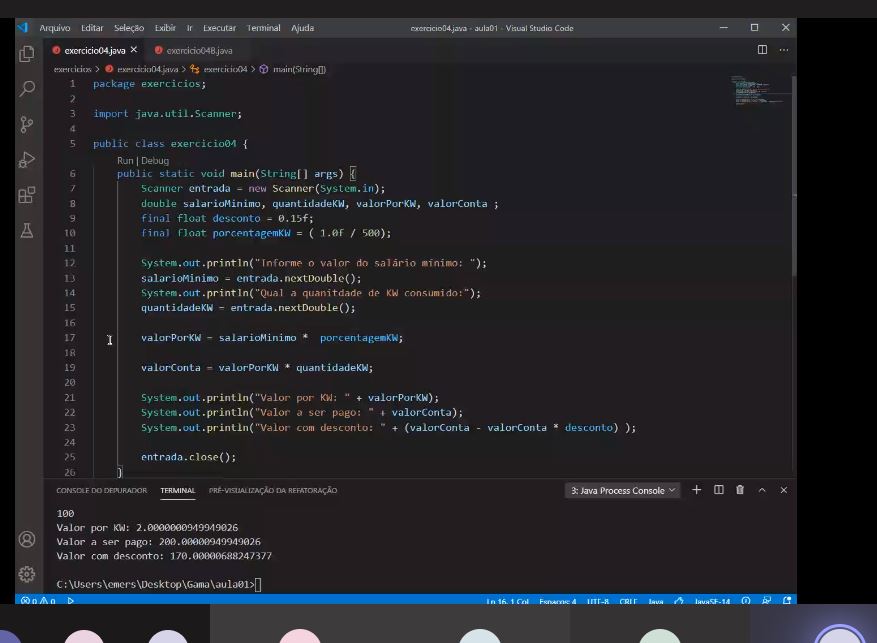 Arquivo Editar Seleção Exibir Ir Executar Terminal Ajuda exercicio04.java - aula01 - Visual Studio Code
exercicio04.java exercicio04B.java
exercicios > exercicio04.java > exercicio04 > main(String[])
1 package exercicios;
2
3 import java.util.Scanner;
4
5 public class exercicio04 {
Run | Debug
6 public static void main(String[] args) {
7 Scanner entrada = new Scanner(System.in);
8 double salarioMinimo, quantidadeKW, valorPorKW, valorConta ;
9 final float desconto = 0.15f;
10 final float porcentagemKW = ( 1.0f / 500);
11
12 System.out.println("Informe o valor do salário mínimo: ");
13 salarioMinimo = entrada.nextDouble();
14 System.out.println("Qual a quanitdade de KW consumido:");
15 quantidadeKW = entrada.nextDouble();
16
17 valorPorKW = salarioMinimo * porcentagemKW;
18
19 valorConta = valorPorKW * quantidadeKW;
20
21 System.out.println("Valor por KW: " + valorPorKW);
22 System.out.println("Valor a ser pago: " + valorConta);
23 System.out.println("Valor com desconto: " + (valorConta - valorConta * desconto) );
24
25 entrada.close();
26 }
CONSOLE DO DEPURADOR TERMINAL PRÉ-VISUALIZAÇÃO DA REFATORAÇÃO 3: Java Process Console
100
Valor por KW: 2.0000000949949026
Valor a ser pago: 200.00000949949026
Valor com desconto: 170.00000688247377
C:\Users\emers\Desktop\Gama\aula01>
0 0 Ln 16, 1 Col Espaços: 4 UTF-8 CRLF Java JavaSE-14